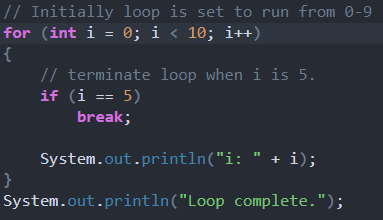 // Initially loop is set to run from 0-9
for (int i = 0; i < 10; i++)
{
    // terminate loop when i is 5.
    if (i == 5)
        break;

    System.out.println("i: " + i);
}
System.out.println("Loop complete.");